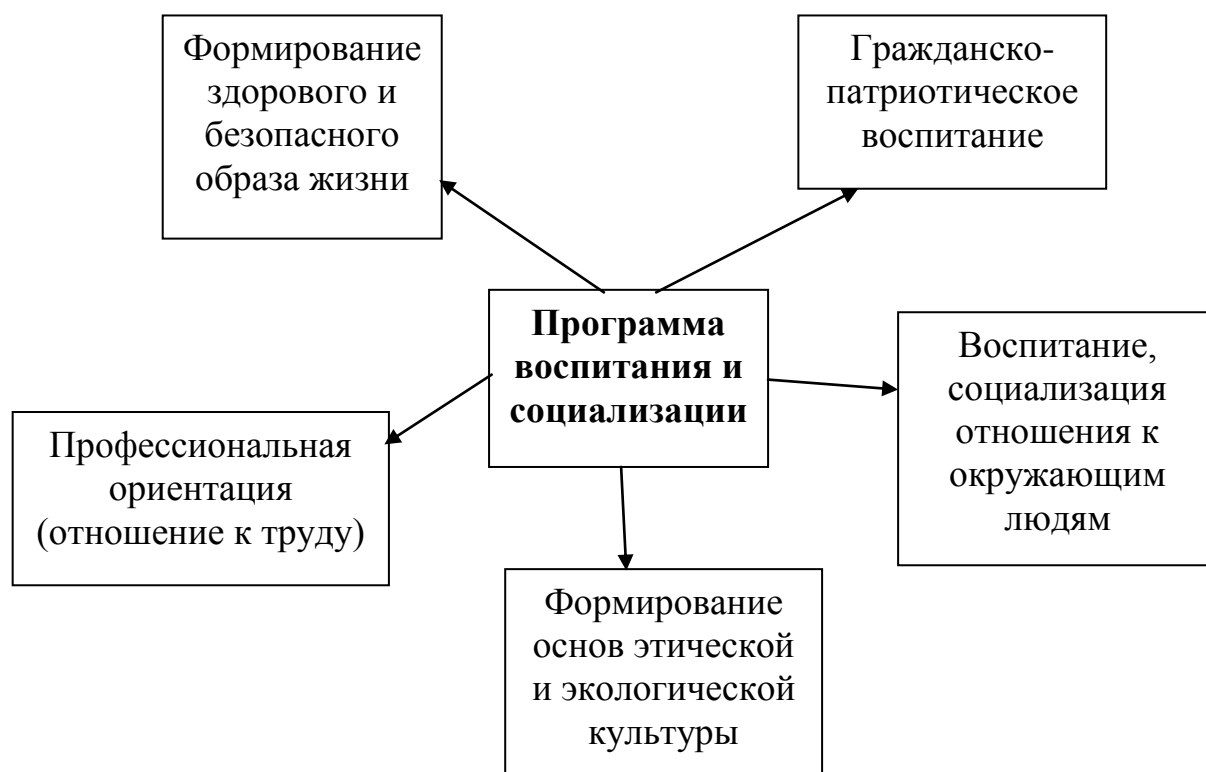 Формирование
здорового и
безопасного
образа жизни
Гражданско-
патриотическое
воспитание
Программа
воспитания и
социализации
Воспитание,
социализация
отношения к
окружающим
людям
Профессиональная
ориентация
(отношение к труду)
Формирование
основ этической
и экологической
культуры